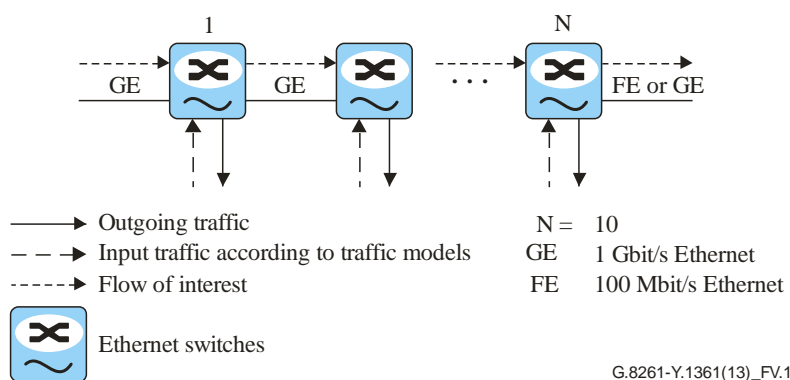 1 N
GE GE . . . FE or GE
Outgoing traffic N = 10
Input traffic according to traffic models GE 1 Gbit/s Ethernet
Flow of interest FE 100 Mbit/s Ethernet
Ethernet switches
G.8261-Y.1361(13)_FV.1